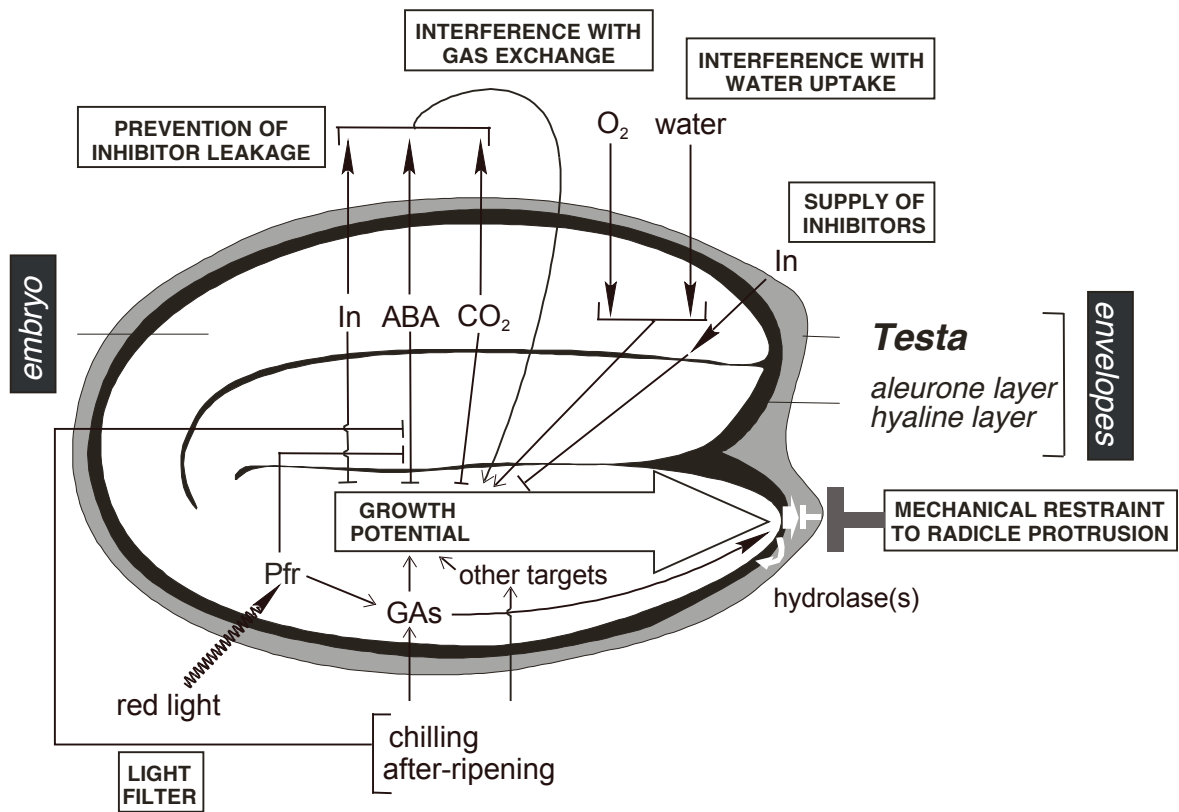 INTERFERENCE WITH
GAS EXCHANGE
INTERFERENCE WITH
WATER UPTAKE
PREVENTION OF
INHIBITOR LEAKAGE
O₂ water
SUPPLY OF
INHIBITORS
In
embryo
In ABA CO₂
Testa
aleurone layer
hyaline layer
envelopes
GROWTH
POTENTIAL
MECHANICAL RESTRAINT
TO RADICLE PROTRUSION
Pfr
other targets
GAs
hydrolase(s)
red light
chilling
after-ripening
LIGHT
FILTER